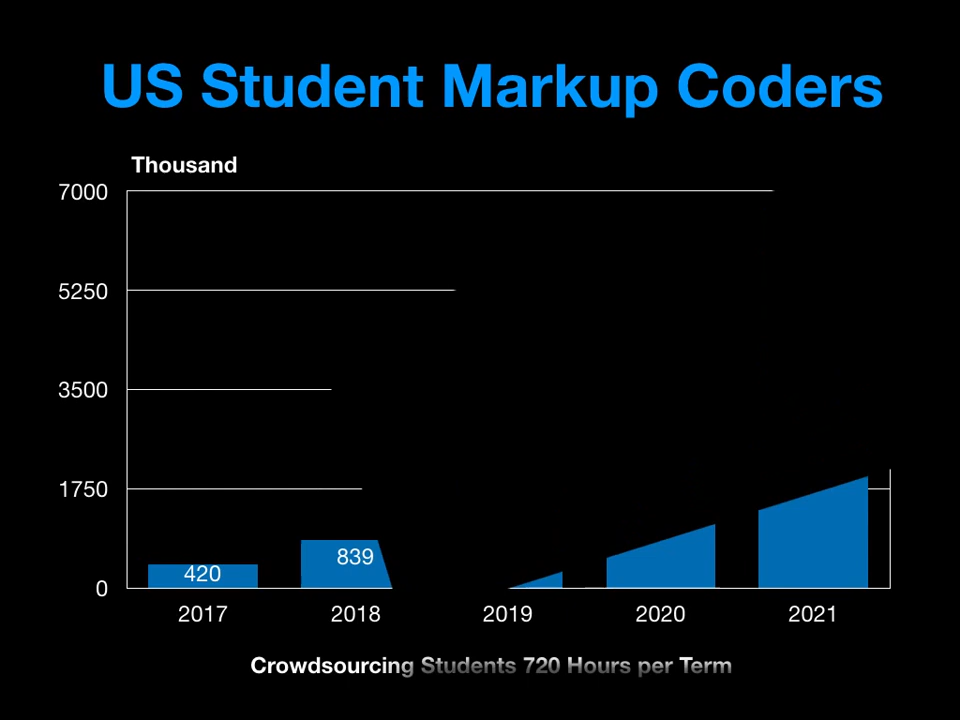 US Student Markup Coders
Thousand
7000
5250
3500
1750
0
420
839
2017 2018 2019 2020 2021
Crowdsourcing Students 720 Hours per Term